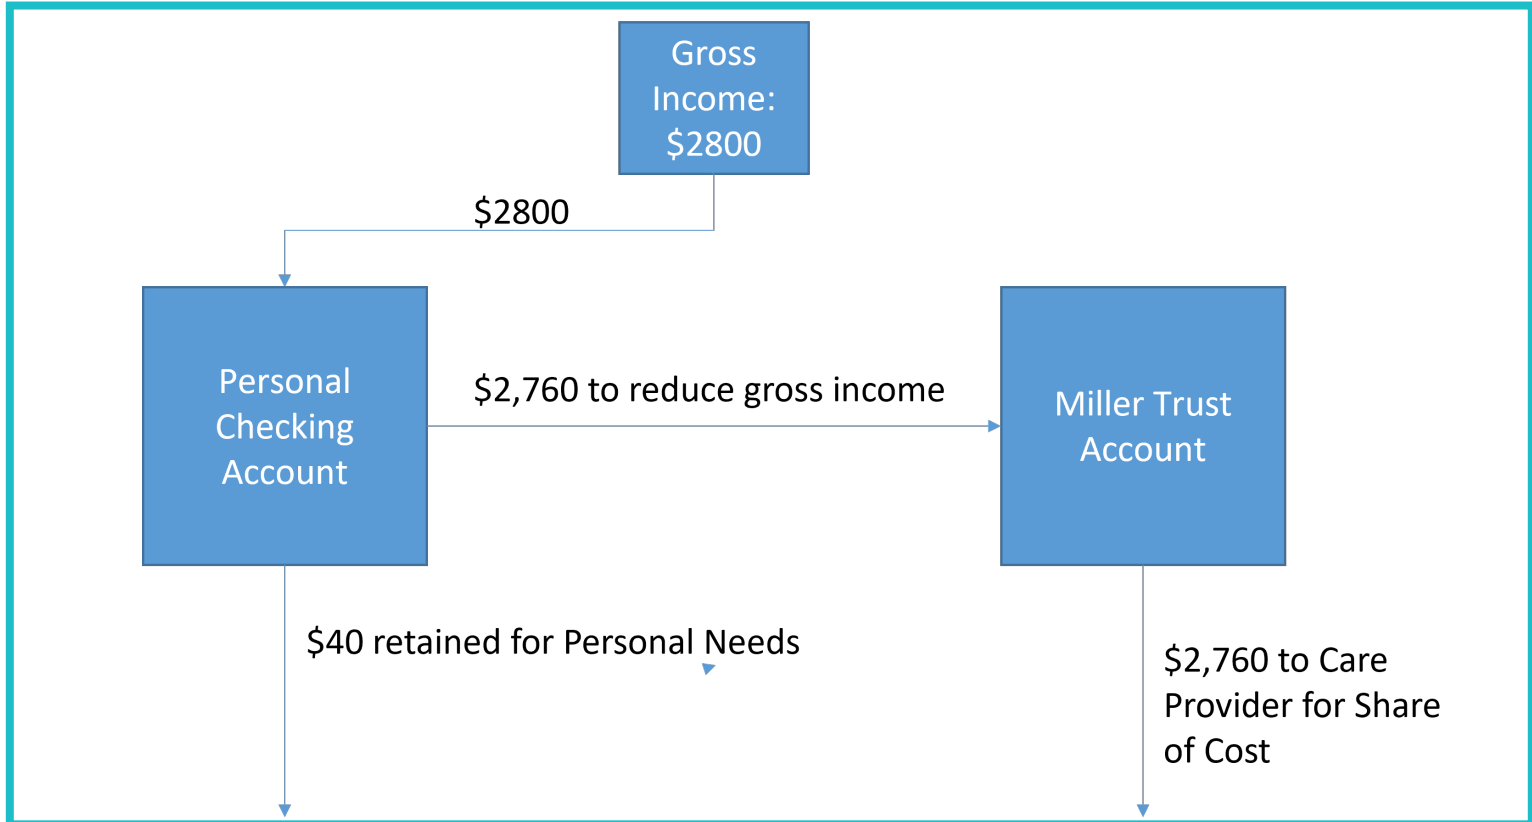 Gross
Income:
$2800
$2800
Personal
Checking
Account
$2,760 to reduce gross income
Miller Trust
Account
$40 retained for Personal Needs
$2,760 to Care
Provider for Share
of Cost